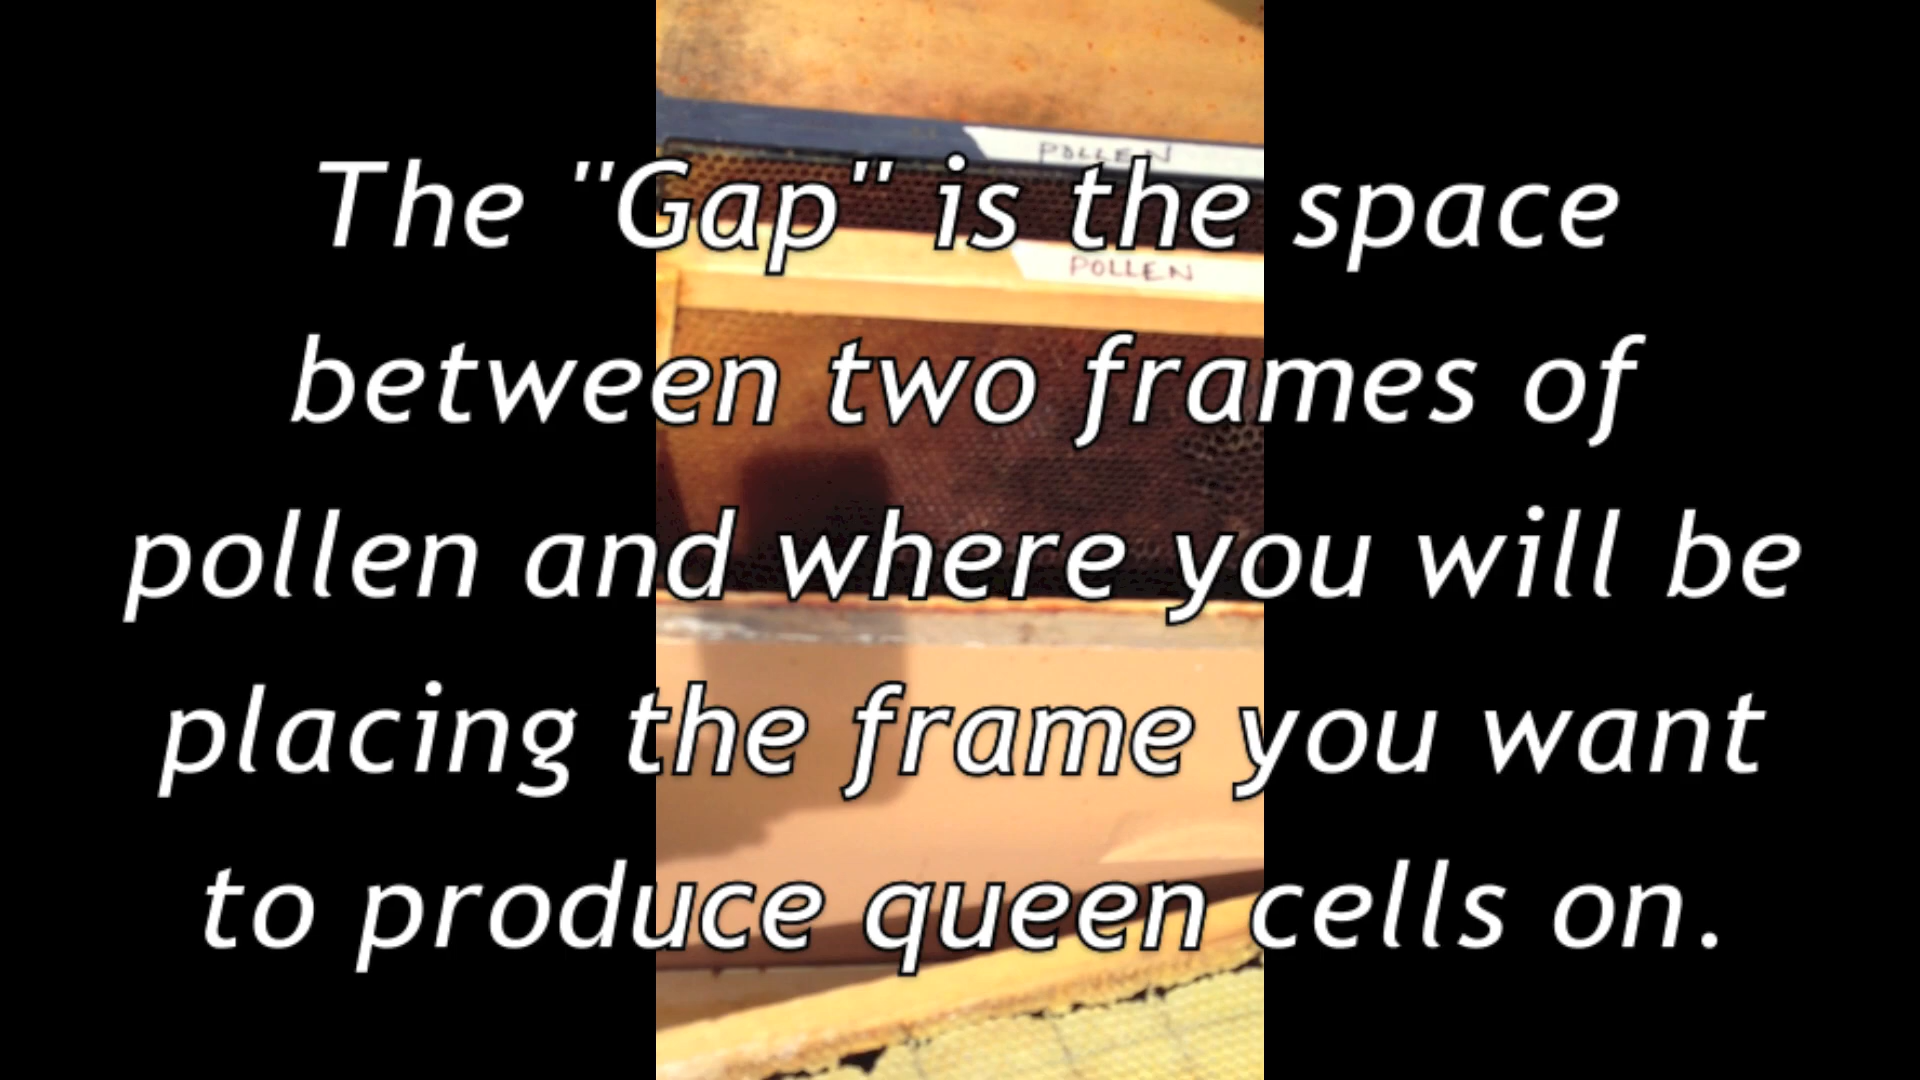 POLLEN
The "Gap" is the space
POLLEN
between two frames of
pollen and where you will be
placing the frame you want
to produce queen cells on.